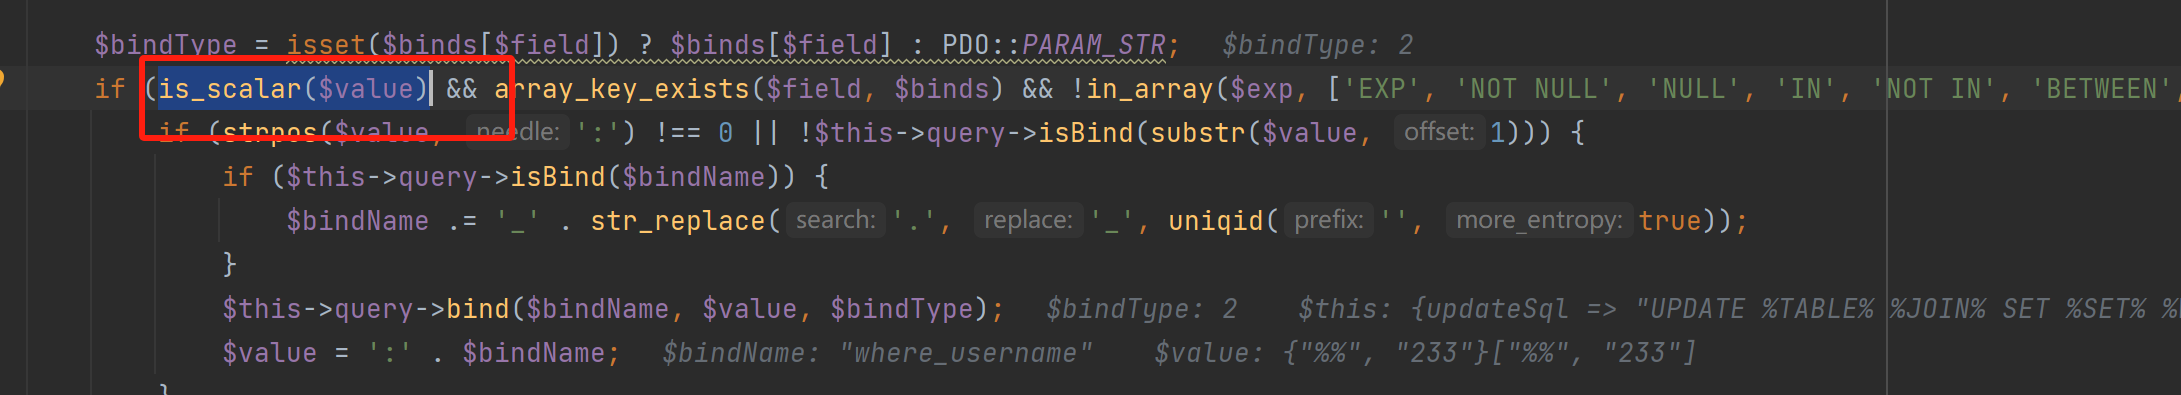 $bindType = isset($binds[$field]) ? $binds[$field] : PDO::PARAM_STR; $bindType: 2
if (is_scalar($value) && array_key_exists($field, $binds) && !in_array($exp, ['EXP', 'NOT NULL', 'NULL', 'IN', 'NOT IN', 'BETWEEN',
if (strpos($value, needle: ':') !== 0 || !$this->query->isBind(substr($value, offset: 1))) {
if ($this->query->isBind($bindName)) {
$bindName .= '_' . str_replace( search: '.', replace: '_', uniqid( prefix: '', more_entropy: true));
}
$this->query->bind($bindName, $value, $bindType); $bindType: 2 $this: {updateSql => "UPDATE %TABLE% %JOIN% SET %SET% %
$value = ':' . $bindName; $bindName: "where_username" $value: {"%%", "233"}["%%", "233"]
}